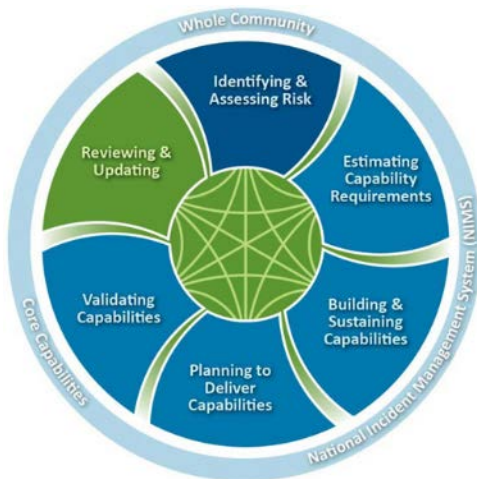 Whole Community
Identifying &
Assessing Risk
Estimating
Capability
Requirements
Building &
Sustaining
Capabilities
Planning to
Deliver
Capabilities
Validating
Capabilities
Reviewing &
Updating
National Incident Management System (NIMS)
Core Capabilities